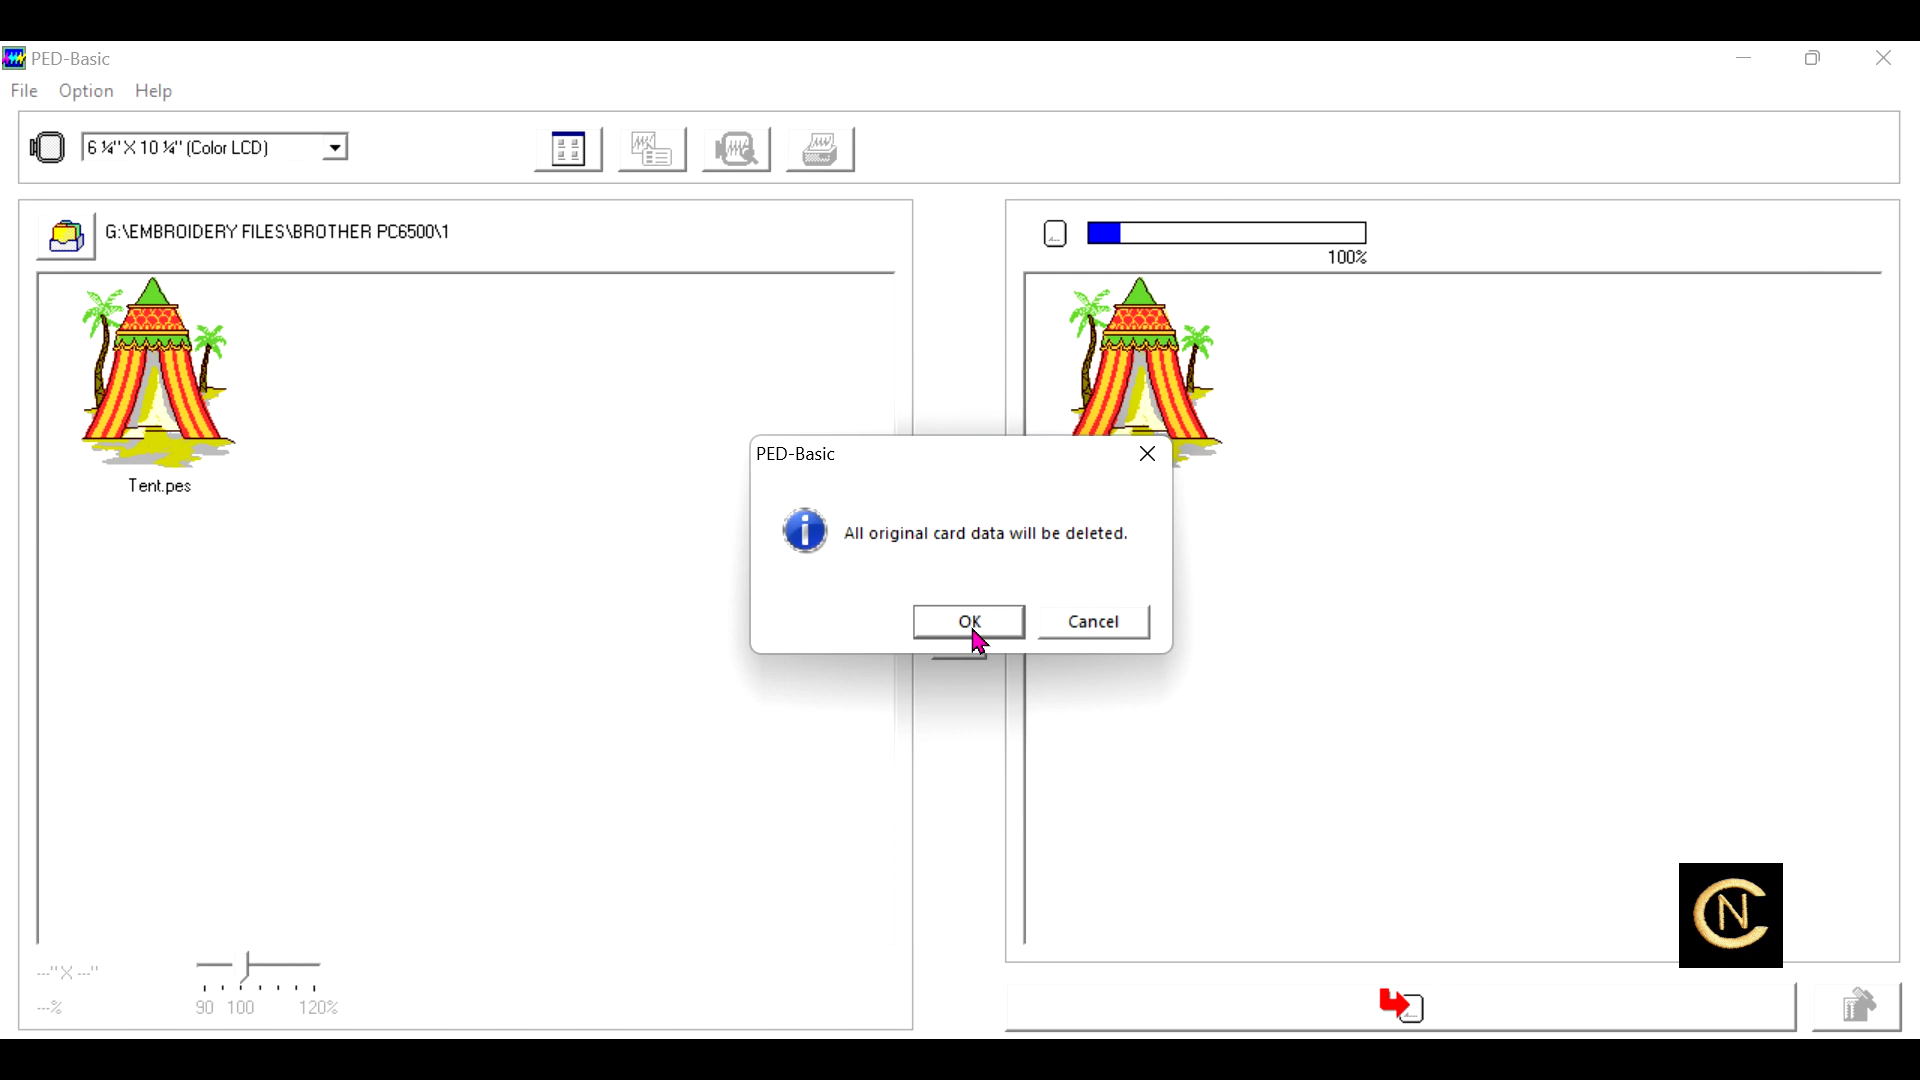 PED-Basic
File Option Help
6 ¼" X 10 ¼" (Color LCD)
G:\EMBROIDERY FILES\BROTHER PC6500\1
100%
Tent.pes
PED-Basic
All original card data will be deleted.
OK Cancel
---" X ---"
---%
90 100 120%
CN